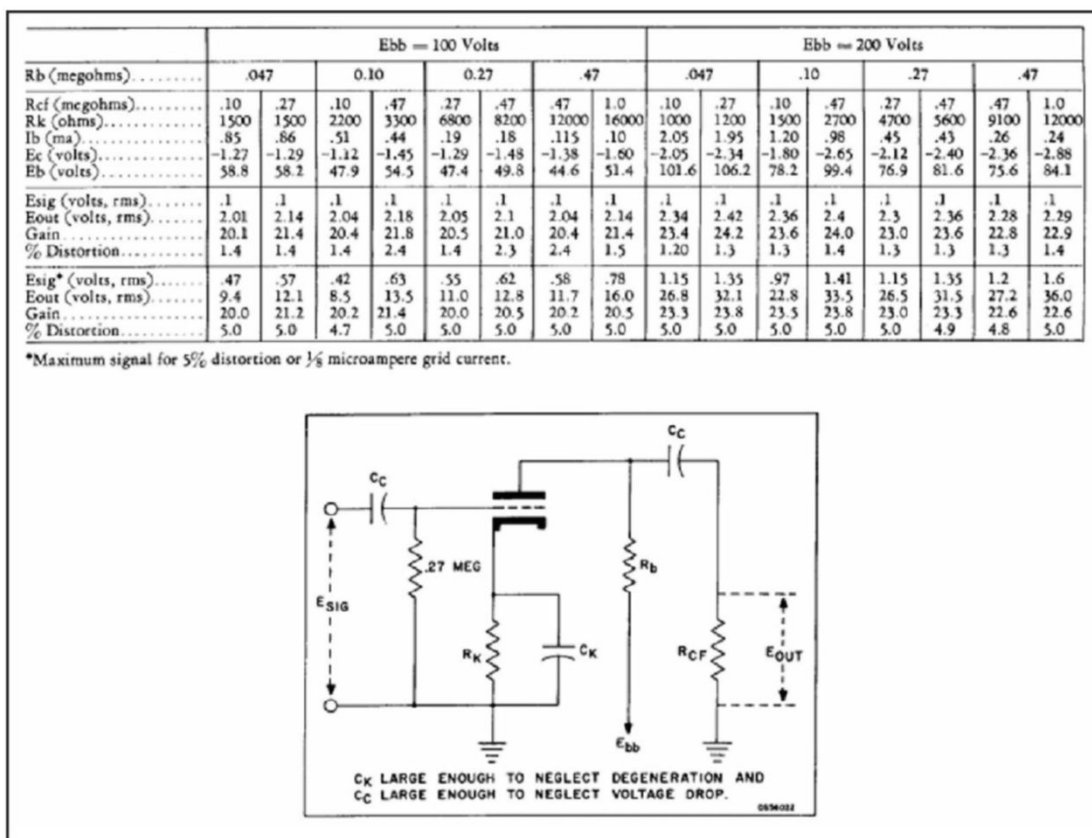 Ebb = 100 Volts Ebb = 200 Volts
Rb (megohms)......... .047 0.10 0.27 .47 .047 .10 .27 .47
Rcf (megohms)....... .10 .27 .10 .47 .27 .47 .47 1.0 .10 .27 .10 .47 .27 .47 .47 1.0
Rk (ohms)............ 1500 1500 2200 3300 6800 8200 12000 16000 1000 1200 1500 2700 4700 5600 9100 12000
Ib (ma).............. .85 .86 .51 .44 .19 .18 .115 .10 2.05 1.95 1.20 .98 .45 .43 .26 .24
Ec (volts)........... −1.27 −1.29 −1.12 −1.45 −1.29 −1.48 −1.38 −1.60 −2.05 −2.34 −1.80 −2.65 −2.12 −2.40 −2.36 −2.88
Eb (volts)........... 58.8 58.2 47.9 54.5 47.4 49.8 44.6 51.4 101.6 106.2 78.2 99.4 76.9 81.6 75.6 84.1
Esig (volts, rms)...... .1 .1 .1 .1 .1 .1 .1 .1 .1 .1 .1 .1 .1 .1 .1 .1
Eout (volts, rms)..... 2.01 2.14 2.04 2.18 2.05 2.1 2.04 2.14 2.34 2.42 2.36 2.4 2.3 2.36 2.28 2.29
Gain................ 20.1 21.4 20.4 21.8 20.5 21.0 20.4 21.4 23.4 24.2 23.6 24.0 23.0 23.6 22.8 22.9
% Distortion......... 1.4 1.4 1.4 2.4 1.4 2.3 2.4 1.5 1.20 1.3 1.3 1.4 1.3 1.3 1.3 1.4
Esig* (volts, rms)..... .47 .57 .42 .63 .55 .62 .58 .78 1.15 1.35 .97 1.41 1.15 1.35 1.2 1.6
Eout (volts, rms)..... 9.4 12.1 8.5 13.5 11.0 12.8 11.7 16.0 26.8 32.1 22.8 33.5 26.5 31.5 27.2 36.0
Gain................ 20.0 21.2 20.2 21.4 20.0 20.5 20.2 20.5 23.3 23.8 23.5 23.8 23.0 23.3 22.6 22.6
% Distortion......... 5.0 5.0 4.7 5.0 5.0 5.0 5.0 5.0 5.0 5.0 5.0 5.0 5.0 4.9 4.8 5.0
*Maximum signal for 5% distortion or ⅛ microampere grid current.
CC
CC
.27 MEG
Rb
ESIG
RK
CK
RCF
EOUT
Ebb
CK LARGE ENOUGH TO NEGLECT DEGENERATION AND
CC LARGE ENOUGH TO NEGLECT VOLTAGE DROP.